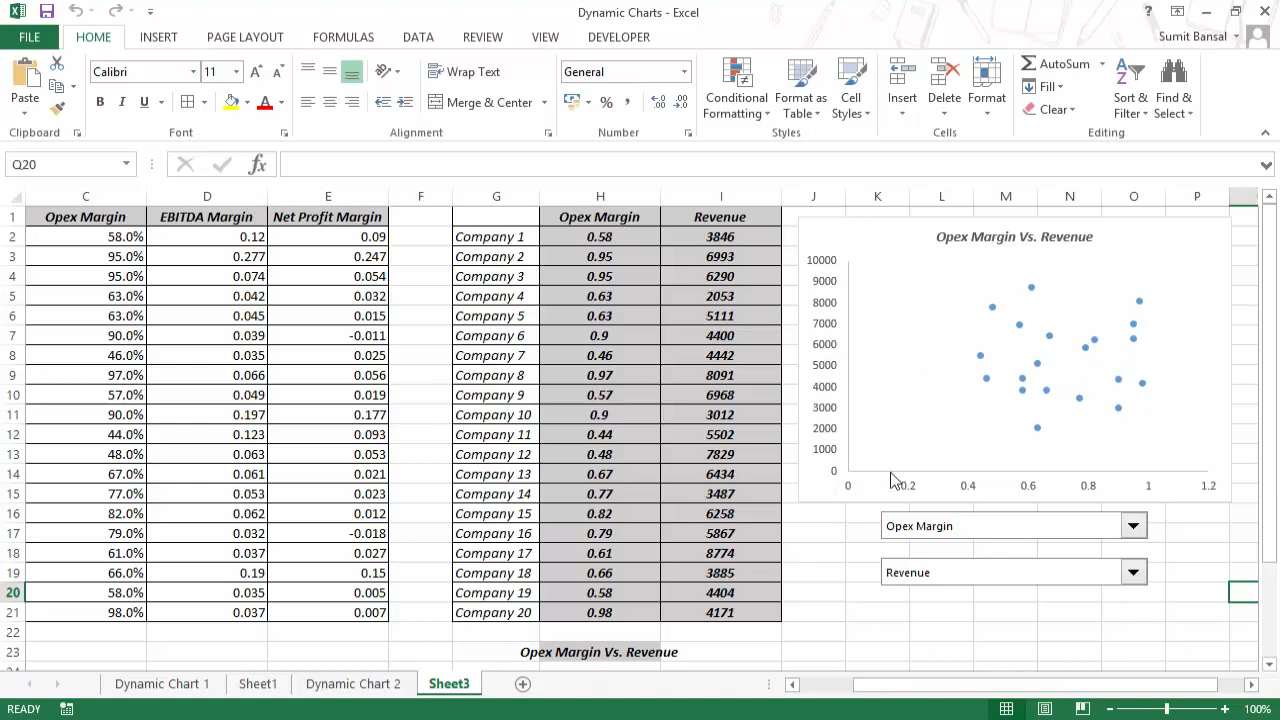 Dynamic Charts - Excel
?
FILE HOME INSERT PAGE LAYOUT FORMULAS DATA REVIEW VIEW DEVELOPER Sumit Bansal
Calibri 11 Wrap Text General Conditional Formatting Format as Table Cell Styles Insert Delete Format AutoSum Sort & Filter Find & Select
Paste B I U A Merge & Center % , Fill Clear
Clipboard Font Alignment Number Styles Cells Editing
Q20 fx
C D E F G H I J K L M N O P
1 Opex Margin EBITDA Margin Net Profit Margin Opex Margin Revenue
2 58.0% 0.12 0.09 Company 1 0.58 3846
3 95.0% 0.277 0.247 Company 2 0.95 6993
4 95.0% 0.074 0.054 Company 3 0.95 6290
5 63.0% 0.042 0.032 Company 4 0.63 2053
6 63.0% 0.045 0.015 Company 5 0.63 5111
7 90.0% 0.039 -0.011 Company 6 0.9 4400
8 46.0% 0.035 0.025 Company 7 0.46 4442
9 97.0% 0.066 0.056 Company 8 0.97 8091
10 57.0% 0.049 0.019 Company 9 0.57 6968
11 90.0% 0.197 0.177 Company 10 0.9 3012
12 44.0% 0.123 0.093 Company 11 0.44 5502
13 48.0% 0.063 0.053 Company 12 0.48 7829
14 67.0% 0.061 0.021 Company 13 0.67 6434
15 77.0% 0.053 0.023 Company 14 0.77 3487
16 82.0% 0.062 0.012 Company 15 0.82 6258
17 79.0% 0.032 -0.018 Company 16 0.79 5867
18 61.0% 0.037 0.027 Company 17 0.61 8774
19 66.0% 0.19 0.15 Company 18 0.66 3885
20 58.0% 0.035 0.005 Company 19 0.58 4404
21 98.0% 0.037 0.007 Company 20 0.98 4171
22
23 Opex Margin Vs. Revenue
Opex Margin Vs. Revenue
10000
9000
8000
7000
6000
5000
4000
3000
2000
1000
0
0 0.2 0.4 0.6 0.8 1 1.2
Opex Margin
Revenue
Dynamic Chart 1 Sheet1 Dynamic Chart 2 Sheet3
READY 100%